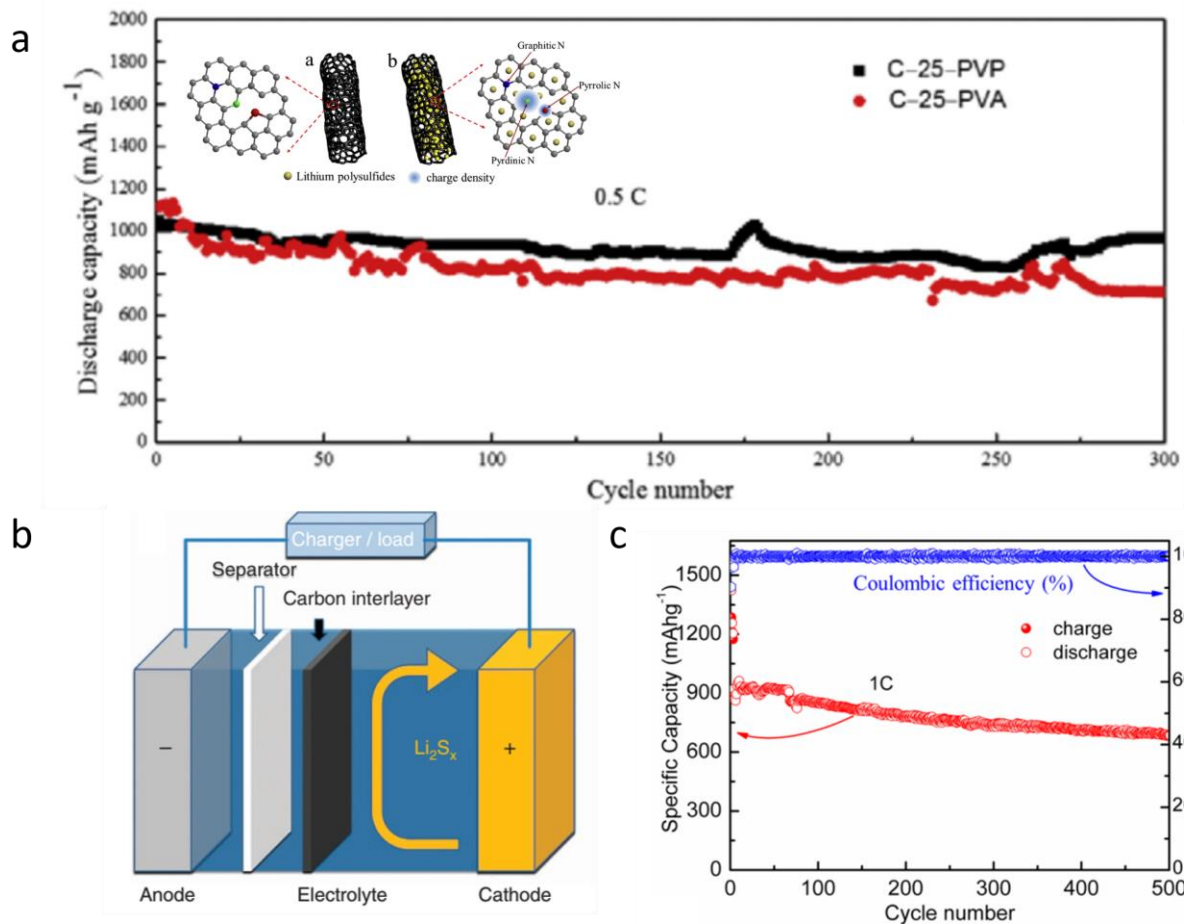 a
2000
1800
1600
1400
1200
1000
800
600
400
200
0
Discharge capacity (mAh g⁻¹)
a
b
Graphitic N
Pyrrolic N
Pyrdinic N
Lithium polysulfides
charge density
C-25-PVP
C-25-PVA
0.5 C
0 50 100 150 200 250 300
Cycle number
b
Charger / load
Separator
Carbon interlayer
−
Li₂Sₓ
+
Anode
Electrolyte
Cathode
c
1500
1200
900
600
300
0
Specific Capacity (mAhg⁻¹)
Coulombic efficiency (%)
charge
discharge
1C
0 100 200 300 400 500
Cycle number